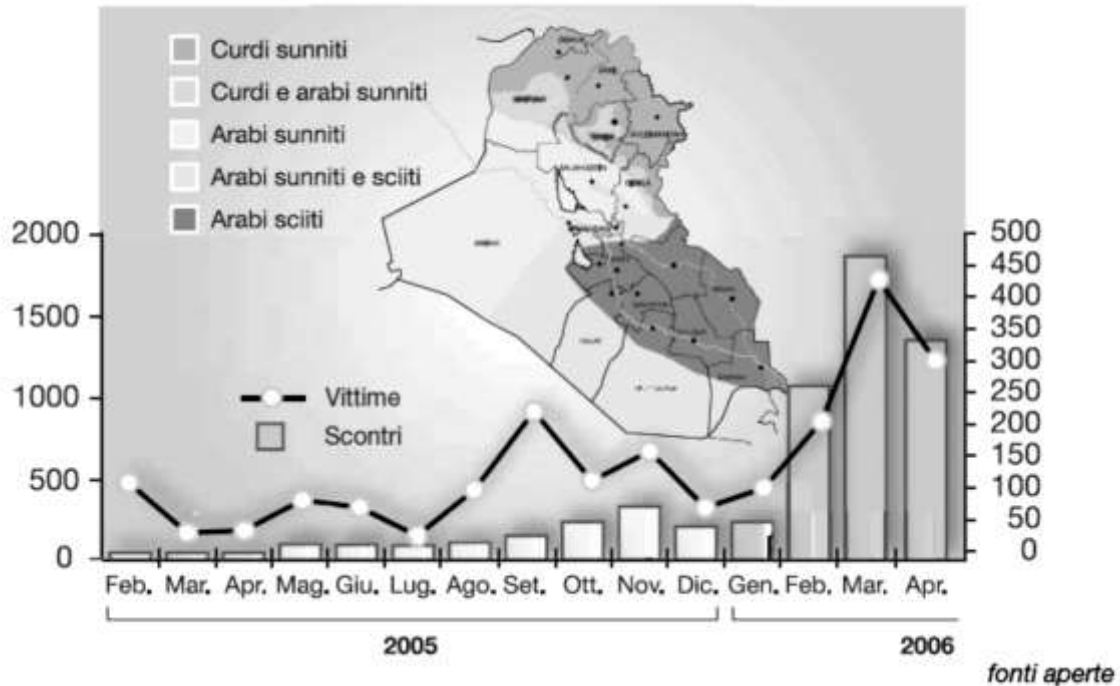 Curdi sunniti
Curdi e arabi sunniti
Arabi sunniti
Arabi sunniti e sciiti
Arabi sciiti
2000
1500
1000
500
0
500
450
400
350
300
250
200
150
100
50
0
Vittime
Scontri
Feb. Mar. Apr. Mag. Giu. Lug. Ago. Set. Ott. Nov. Dic. Gen. Feb. Mar. Apr.
2005 2006
fonti aperte